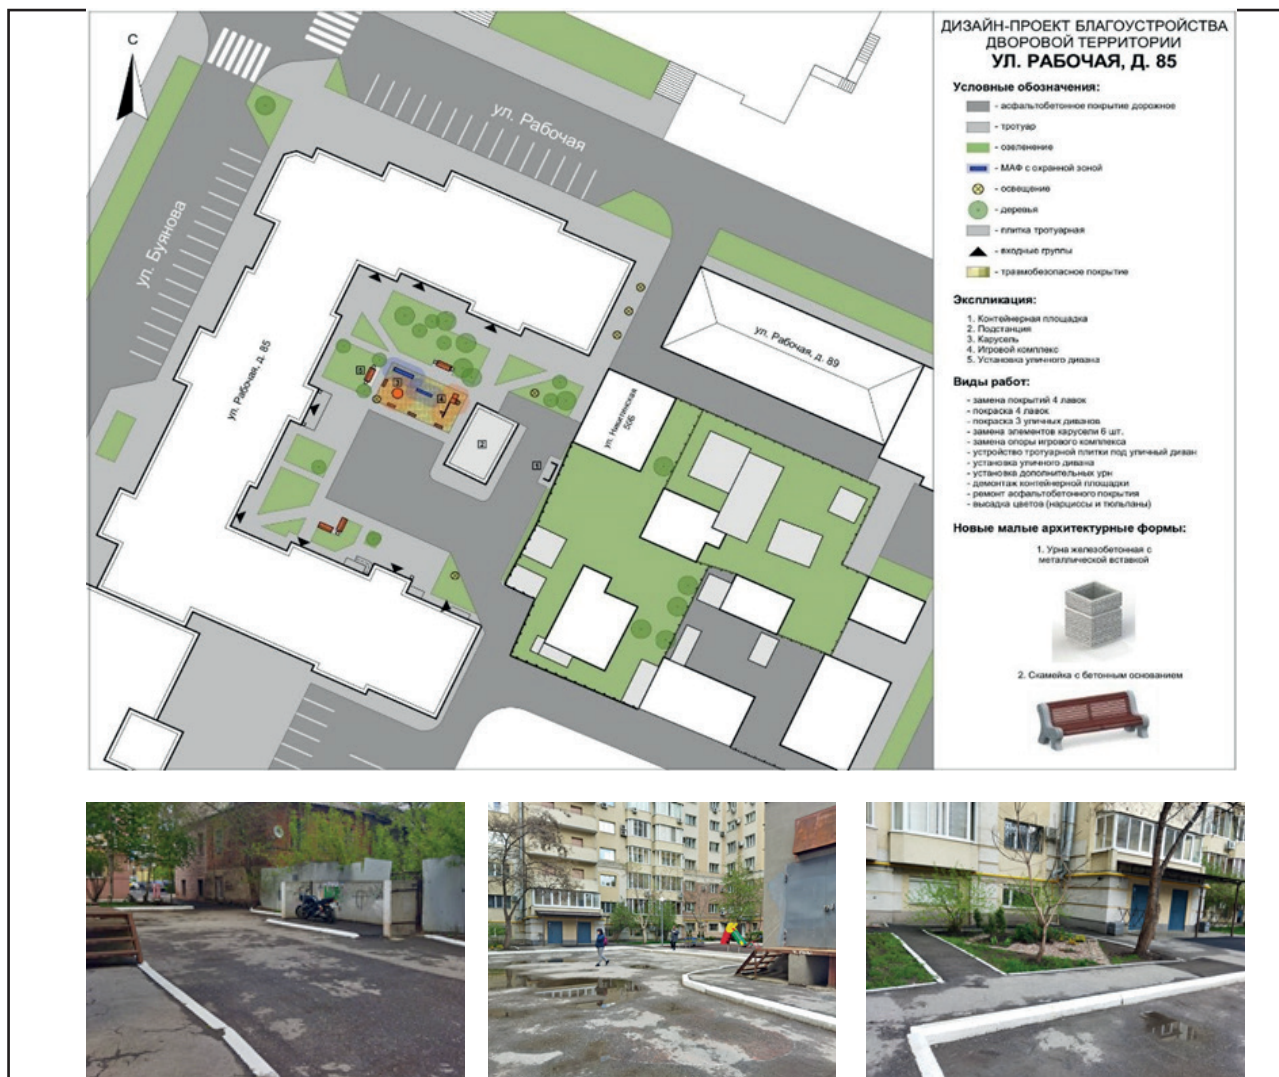 ДИЗАЙН-ПРОЕКТ БЛАГОУСТРОЙСТВА
ДВОРОВОЙ ТЕРРИТОРИИ
УЛ. РАБОЧАЯ, Д. 85
Условные обозначения:
- асфальтобетонное покрытие дорожное
- тротуар
- озеленение
- МАФ с охранной зоной
- освещение
- деревья
- плитка тротуарная
- входные группы
- травмобезопасное покрытие
Экспликация:
1. Контейнерная площадка
2. Подстанция
3. Карусель
4. Игровой комплекс
5. Установка уличного дивана
Виды работ:
- замена покрытий 4 лавок
- покраска 4 лавок
- покраска 3 уличных диванов
- замена элементов карусели 6 шт.
- замена опоры игрового комплекса
- устройство тротуарной плитки под уличный диван
- установка уличного дивана
- установка дополнительных урн
- демонтаж контейнерной площадки
- ремонт асфальтобетонного покрытия
- высадка цветов (нарциссы и тюльпаны)
Новые малые архитектурные формы:
1. Урна железобетонная с
металлической вставкой
2. Скамейка с бетонным основанием
С
ул. Рабочая
ул. Буянова
ул. Рабочая, д. 85
ул. Рабочая, д. 89
ул. Никитинская
50Б
5
3
4
2
1